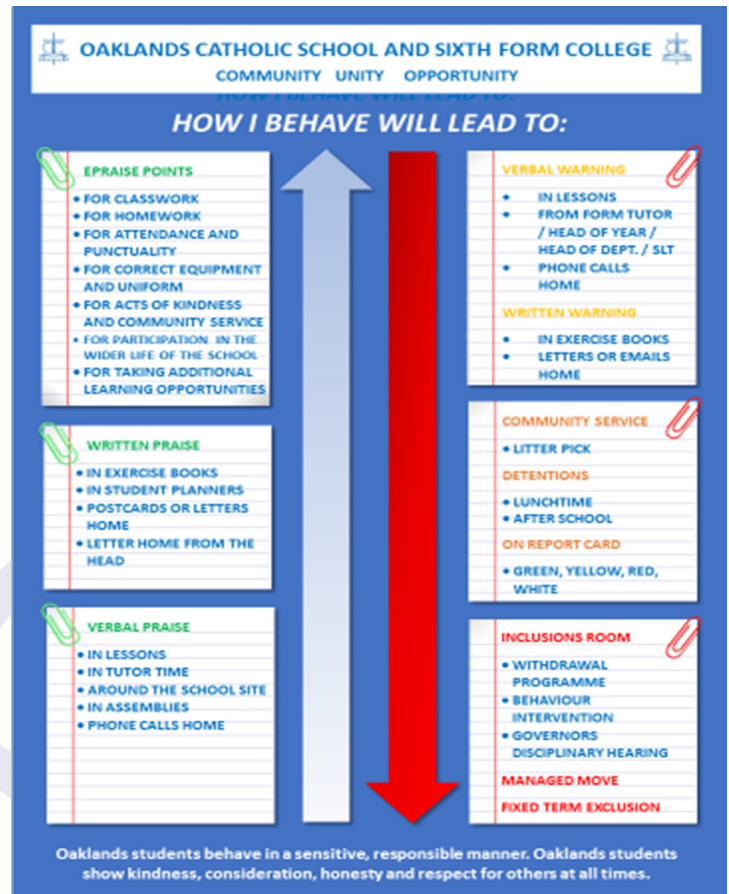 OAKLANDS CATHOLIC SCHOOL AND SIXTH FORM COLLEGE
COMMUNITY UNITY OPPORTUNITY
HOW I BEHAVE WILL LEAD TO:
HOW I BEHAVE WILL LEAD TO:
EPRAISE POINTS
• FOR CLASSWORK
• FOR HOMEWORK
• FOR ATTENDANCE AND
PUNCTUALITY
• FOR CORRECT EQUIPMENT
AND UNIFORM
• FOR ACTS OF KINDNESS
AND COMMUNITY SERVICE
• FOR PARTICIPATION IN THE
WIDER LIFE OF THE SCHOOL
• FOR TAKING ADDITIONAL
LEARNING OPPORTUNITIES
WRITTEN PRAISE
• IN EXERCISE BOOKS
• IN STUDENT PLANNERS
• POSTCARDS OR LETTERS
HOME
• LETTER HOME FROM THE
HEAD
VERBAL PRAISE
• IN LESSONS
• IN TUTOR TIME
• AROUND THE SCHOOL SITE
• IN ASSEMBLIES
• PHONE CALLS HOME
VERBAL WARNING
• IN LESSONS
• FROM FORM TUTOR
/ HEAD OF YEAR /
HEAD OF DEPT. / SLT
• PHONE CALLS
HOME
WRITTEN WARNING
• IN EXERCISE BOOKS
• LETTERS OR EMAILS
HOME
COMMUNITY SERVICE
• LITTER PICK
DETENTIONS
• LUNCHTIME
• AFTER SCHOOL
ON REPORT CARD
• GREEN, YELLOW, RED,
WHITE
INCLUSIONS ROOM
• WITHDRAWAL
PROGRAMME
• BEHAVIOUR
INTERVENTION
• GOVERNORS
DISCIPLINARY HEARING
MANAGED MOVE
FIXED TERM EXCLUSION
Oaklands students behave in a sensitive, responsible manner. Oaklands students
show kindness, consideration, honesty and respect for others at all times.